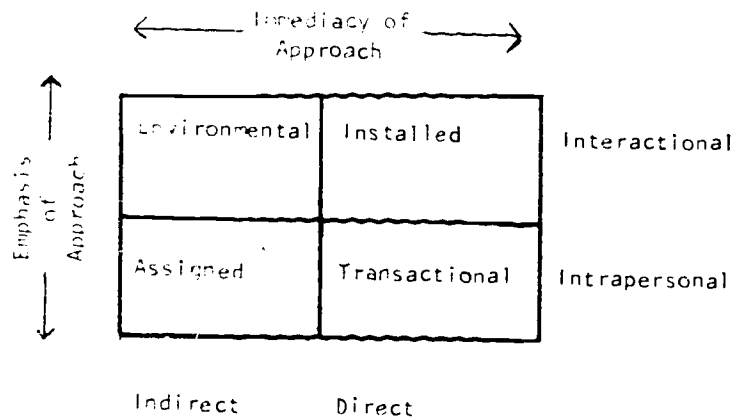 Immediacy of
Approach
Emphasis
of
Approach
Environmental Installed Interactional
Assigned Transactional Intrapersonal
Indirect Direct